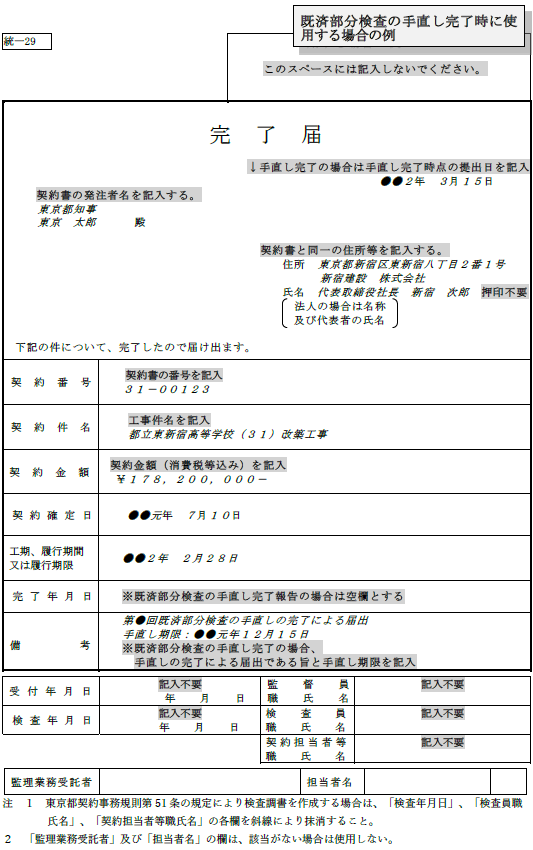 既済部分検査の手直し完了時に使
用する場合の例
統－29
このスペースには記入しないでください。
完　了　届
↓手直し完了の場合は手直し完了時点の提出日を記入
●●２年　３月１５日
契約書の発注者名を記入する。
東京都知事
東京　太郎　　　殿
契約書と同一の住所等を記入する。
住所　東京都新宿区東新宿八丁目２番１号
新宿建設　株式会社
氏名　代表取締役社長　新宿　次郎　押印不要
法人の場合は名称
及び代表者の氏名
下記の件について、完了したので届け出ます。
契約番号
契約書の番号を記入
３１－００１２３
契約件名
工事件名を記入
都立東新宿高等学校（３１）改築工事
契約金額
契約金額（消費税等込み）を記入
￥１７８，２００，０００－
契約確定日　●●元年　７月１０日
工期、履行期間
又は履行期限
●●２年　２月２８日
完了年月日　※既済部分検査の手直し完了報告の場合は空欄とする
備考
第●回既済部分検査の手直しの完了による届出
手直し期限：●●元年１２月１５日
※既済部分検査の手直し完了の場合、
手直しの完了による届出である旨と手直し期限を記入
受付年月日
記入不要
年　月　日
監督員
職氏名
記入不要
検査年月日
記入不要
年　月　日
検査員
職氏名
記入不要
契約担当者等
職氏名
記入不要
監理業務受託者
担当者名
注　１　東京都契約事務規則第51条の規定により検査調書を作成する場合は、「検査年月日」、「検査員職
氏名」、「契約担当者等職氏名」の各欄を斜線により抹消すること。
２　「監理業務受託者」及び「担当者名」の欄は、該当がない場合は使用しない。